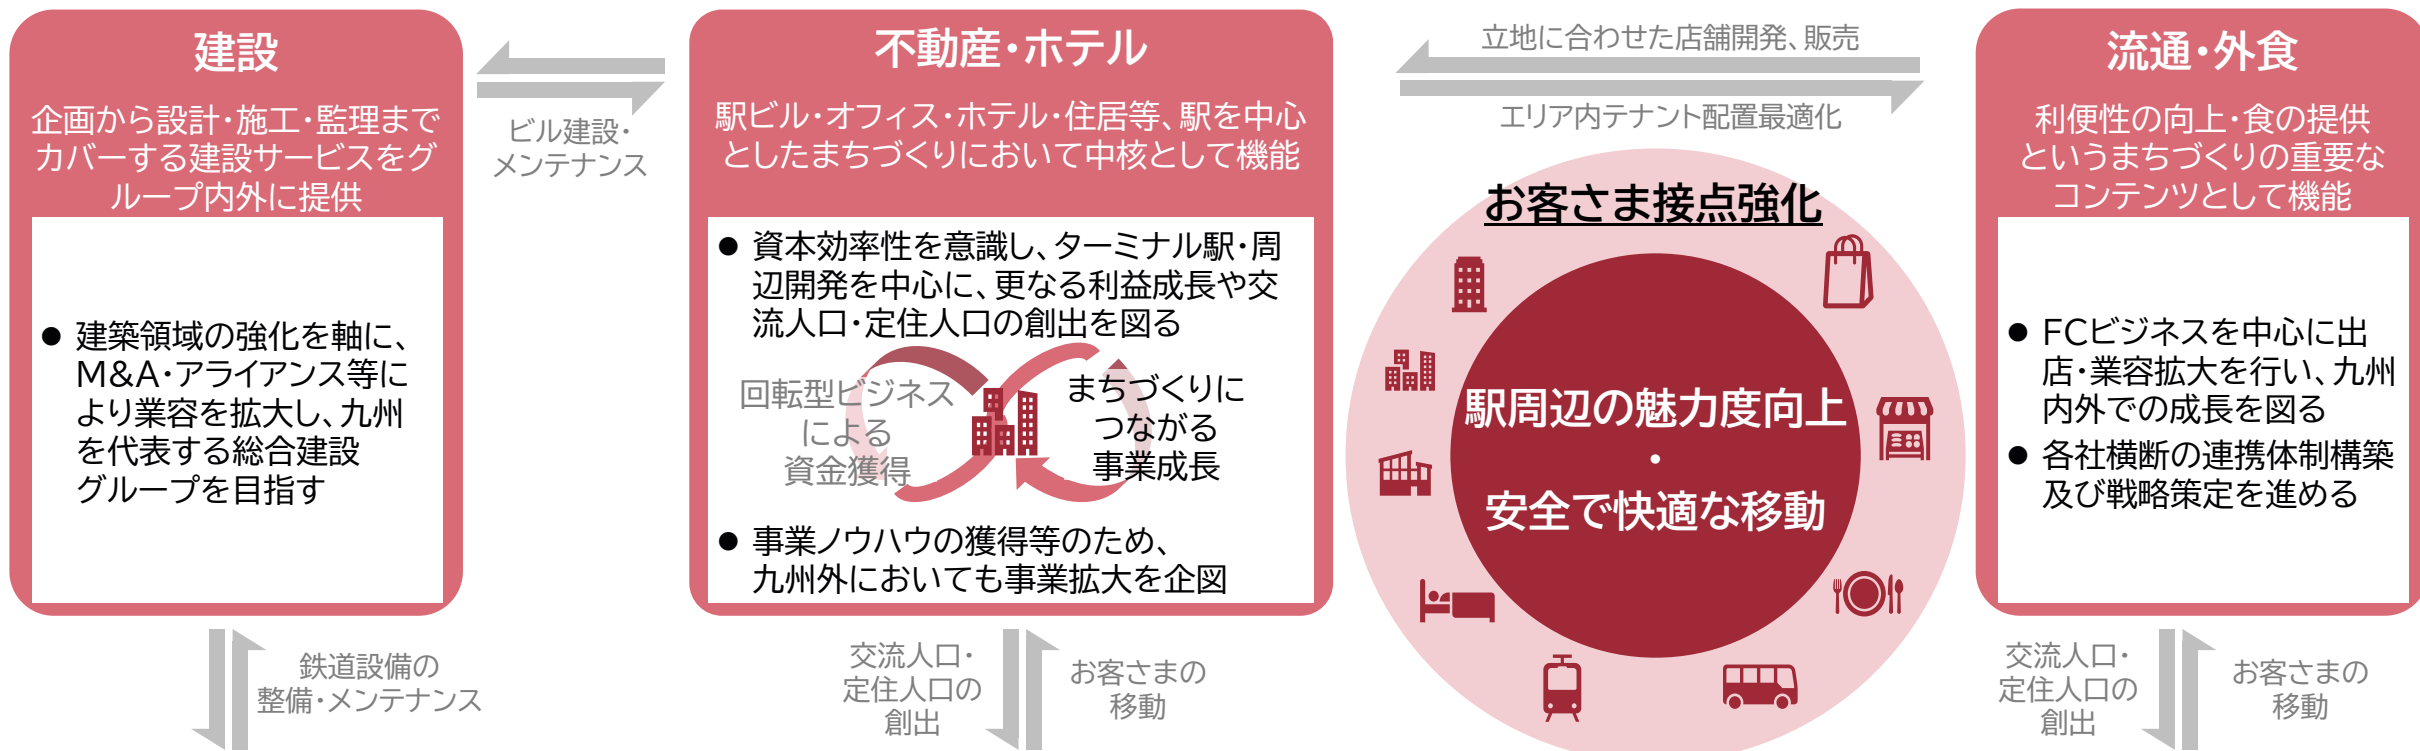 建設
企画から設計・施工・監理まで
カバーする建設サービスをグ
ループ内外に提供
● 建築領域の強化を軸に、
M&A・アライアンス等に
より業容を拡大し、九州
を代表する総合建設
グループを目指す
ビル建設・
メンテナンス
不動産・ホテル
駅ビル・オフィス・ホテル・住居等、駅を中心
としたまちづくりにおいて中核として機能
● 資本効率性を意識し、ターミナル駅・周
辺開発を中心に、更なる利益成長や交
流人口・定住人口の創出を図る
回転型ビジネス
による
資金獲得
まちづくりに
つながる
事業成長
● 事業ノウハウの獲得等のため、
九州外においても事業拡大を企図
立地に合わせた店舗開発、販売
エリア内テナント配置最適化
お客さま接点強化
駅周辺の魅力度向上
・
安全で快適な移動
流通・外食
利便性の向上・食の提供
というまちづくりの重要な
コンテンツとして機能
● FCビジネスを中心に出
店・業容拡大を行い、九州
内外での成長を図る
● 各社横断の連携体制構築
及び戦略策定を進める
鉄道設備の
整備・メンテナンス
交流人口・
定住人口の
創出
お客さまの
移動
交流人口・
定住人口の
創出
お客さまの
移動